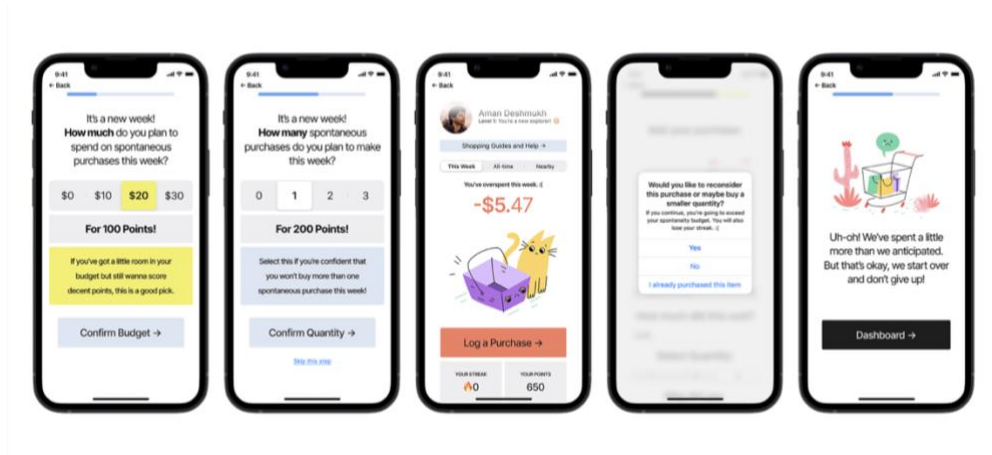 9:41
← Back
It's a new week!
How much do you plan to
spend on spontaneous
purchases this week?
$0 $10 $20 $30
For 100 Points!
If you've got a little room in your
budget but still wanna score
decent points, this is a good pick.
Confirm Budget →
9:41
← Back
It's a new week!
How many spontaneous
purchases do you plan to make
this week?
0 1 2 3
For 200 Points!
Select this if you're confident that
you won't buy more than one
spontaneous purchase this week!
Confirm Quantity →
Skip this step
9:41
← Back
Aman Deshmukh
Level 1: You're a new explorer!
Shopping Guides and Help →
This Week All-time Nearby
You've overspent this week. :(
-$5.47
Log a Purchase →
YOUR STREAK YOUR POINTS
0 650
Would you like to reconsider
this purchase or maybe buy a
smaller quantity?
If you continue, you're going to exceed
your spontaneity budget. You will also
lose your streak. :(
Yes
No
I already purchased this item
9:41
← Back
Uh-oh! We've spent a little
more than we anticipated.
But that's okay, we start over
and don't give up!
Dashboard →